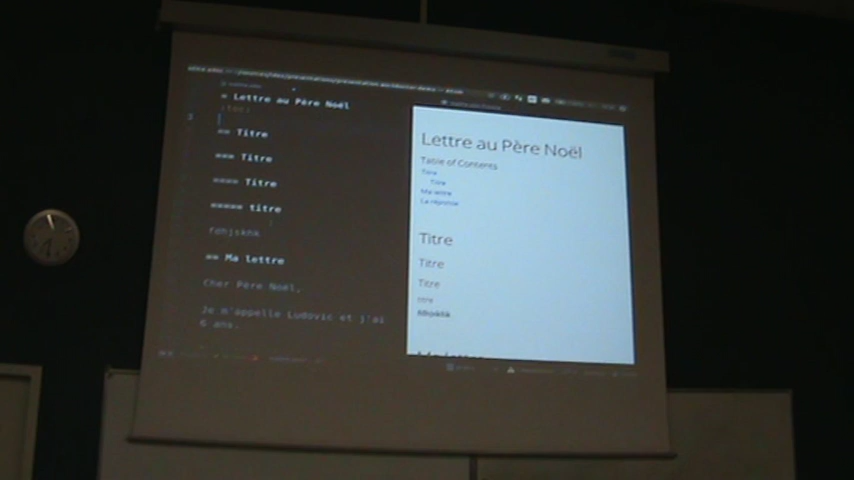 = Lettre au Père Noël
:toc:
== Titre
=== Titre
==== Titre
===== titre
== Ma lettre
Cher Père Noël,
Je m'appelle Ludovic et j'ai
6 ans.
Lettre au Père Noël
Table of Contents
Titre
Titre
Ma lettre
La réponse
Titre
Titre
Titre
titre